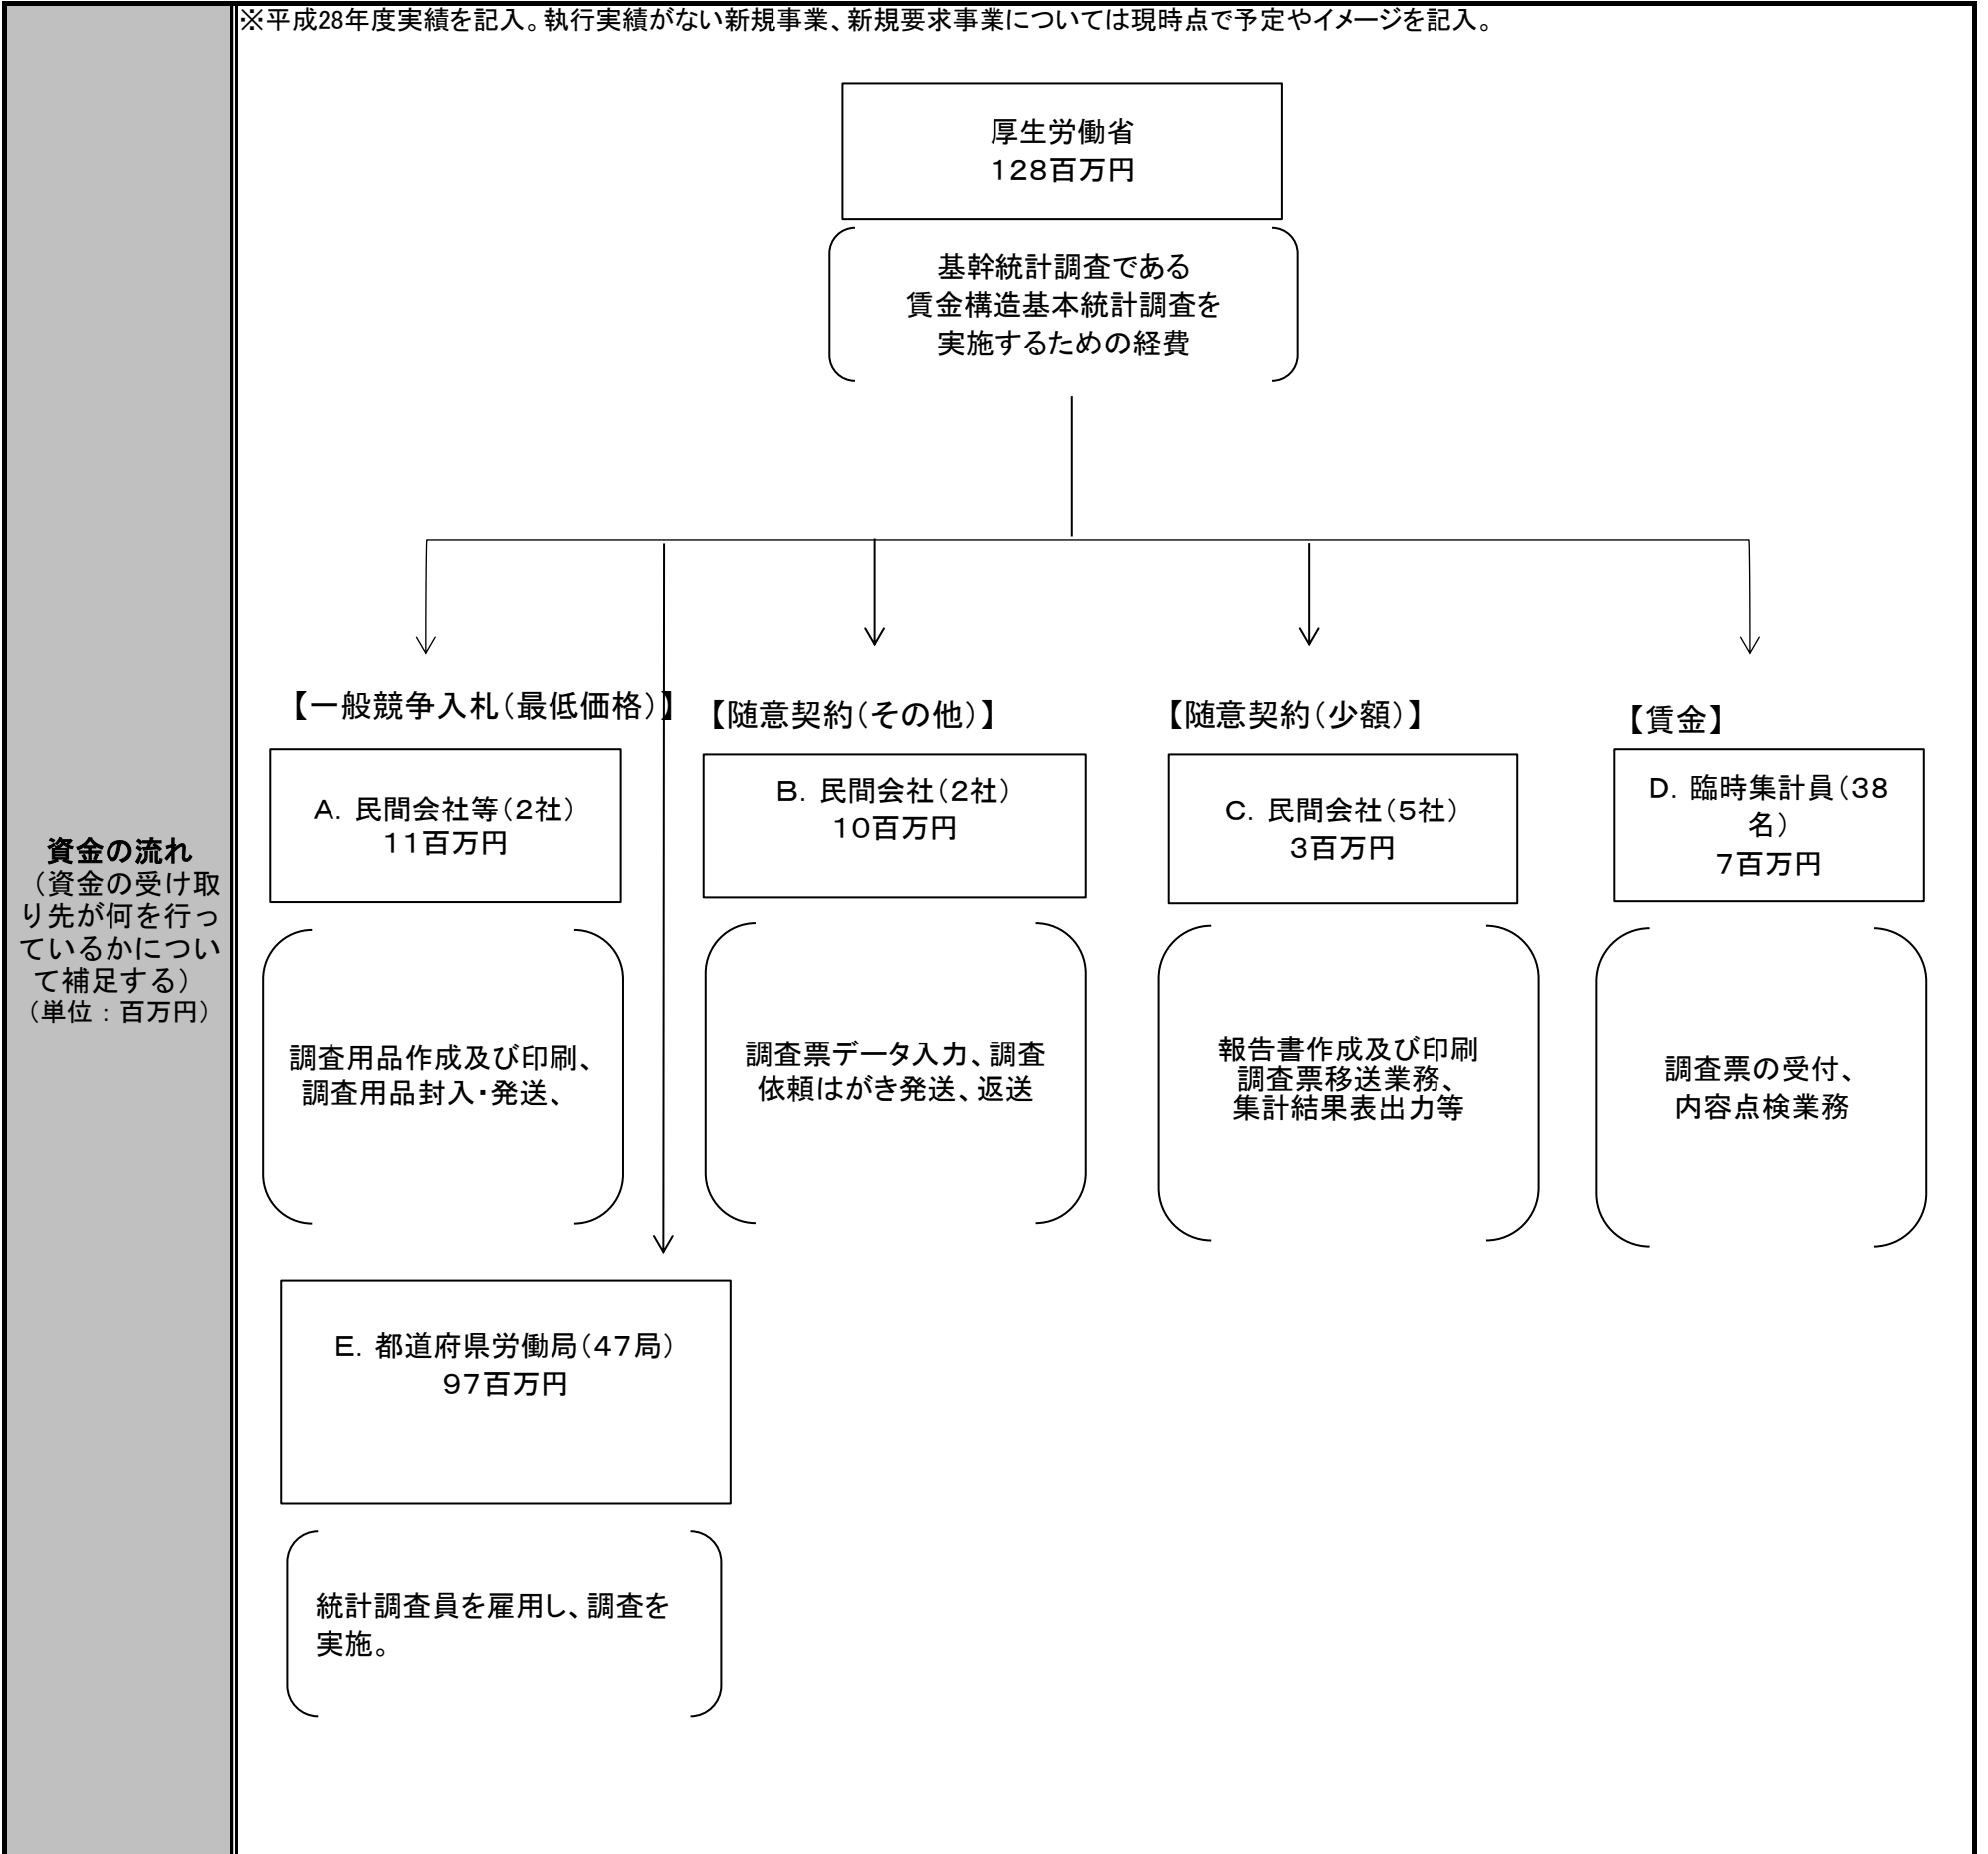 ※平成28年度実績を記入。執行実績がない新規事業、新規要求事業については現時点で予定やイメージを記入。
資金の流れ
（資金の受け取
り先が何を行っ
ているかについ
て補足する）
（単位：百万円）
厚生労働省
128百万円
基幹統計調査である
賃金構造基本統計調査を
実施するための経費
【一般競争入札（最低価格）】
A．民間会社等（2社）
11百万円
調査用品作成及び印刷、
調査用品封入・発送、
【随意契約（その他）】
B．民間会社（2社）
10百万円
調査票データ入力、調査
依頼はがき発送、返送
【随意契約（少額）】
C．民間会社（5社）
3百万円
報告書作成及び印刷
調査票移送業務、
集計結果表出力等
【賃金】
D．臨時集計員（38
名）
7百万円
調査票の受付、
内容点検業務
E．都道府県労働局（47局）
97百万円
統計調査員を雇用し、調査を
実施。